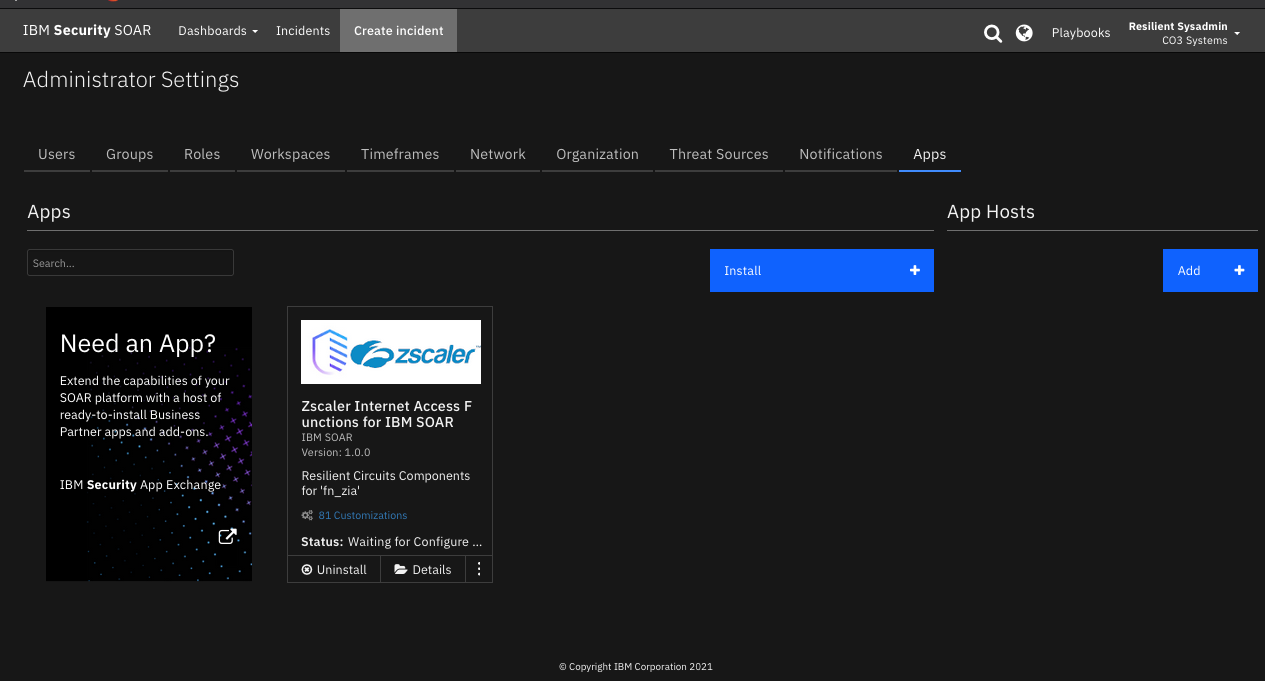 IBM Security SOAR
Dashboards
Incidents
Create incident
Playbooks
Resilient Sysadmin
CO3 Systems
Administrator Settings
Users
Groups
Roles
Workspaces
Timeframes
Network
Organization
Threat Sources
Notifications
Apps
Apps
App Hosts
Search...
Install
Add
Need an App?
Extend the capabilities of your
SOAR platform with a host of
ready-to-install Business
Partner apps and add-ons.
IBM Security App Exchange
zscaler
Zscaler Internet Access F
unctions for IBM SOAR
IBM SOAR
Version: 1.0.0
Resilient Circuits Components
for 'fn_zia'
81 Customizations
Status: Waiting for Configure ...
Uninstall
Details
© Copyright IBM Corporation 2021